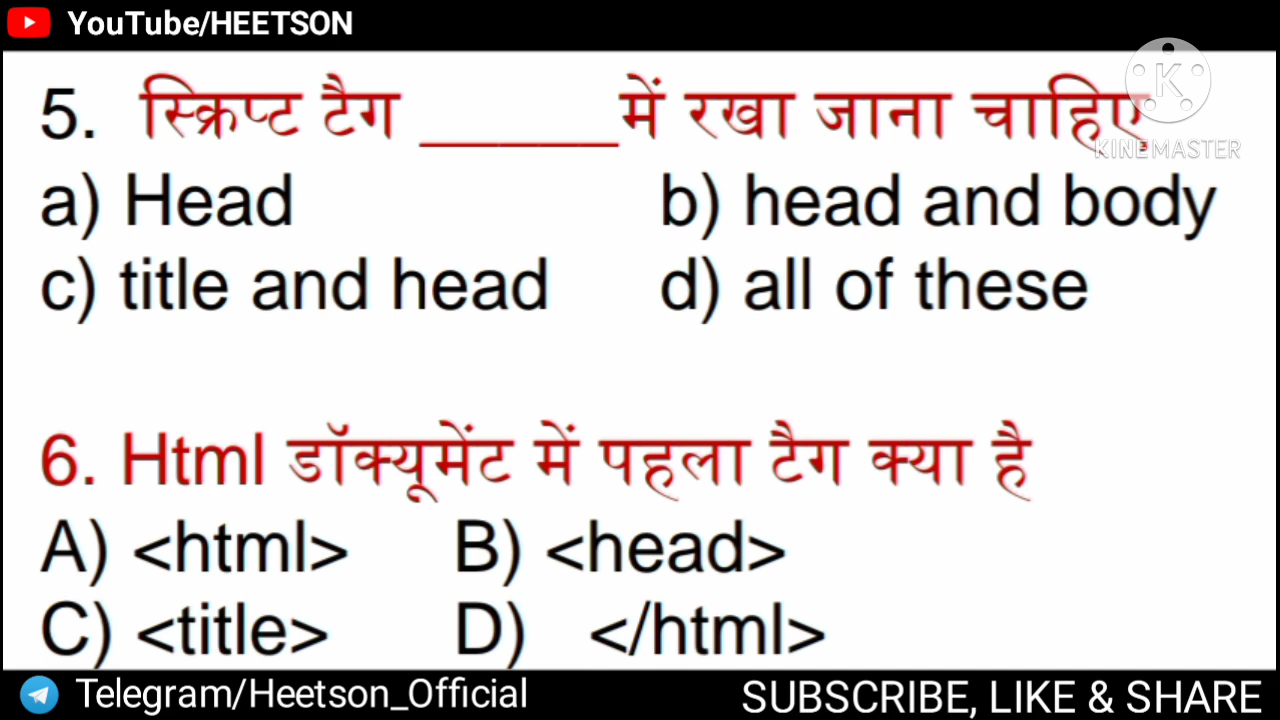 YouTube/HEETSON
5. स्क्रिप्ट टैग ______में रखा जाना चाहिए
K
KINEMASTER
a) Head b) head and body
c) title and head d) all of these
6. Html डॉक्यूमेंट में पहला टैग क्या है
A) <html> B) <head>
C) <title> D) </html>
Telegram/Heetson_Official SUBSCRIBE, LIKE & SHARE